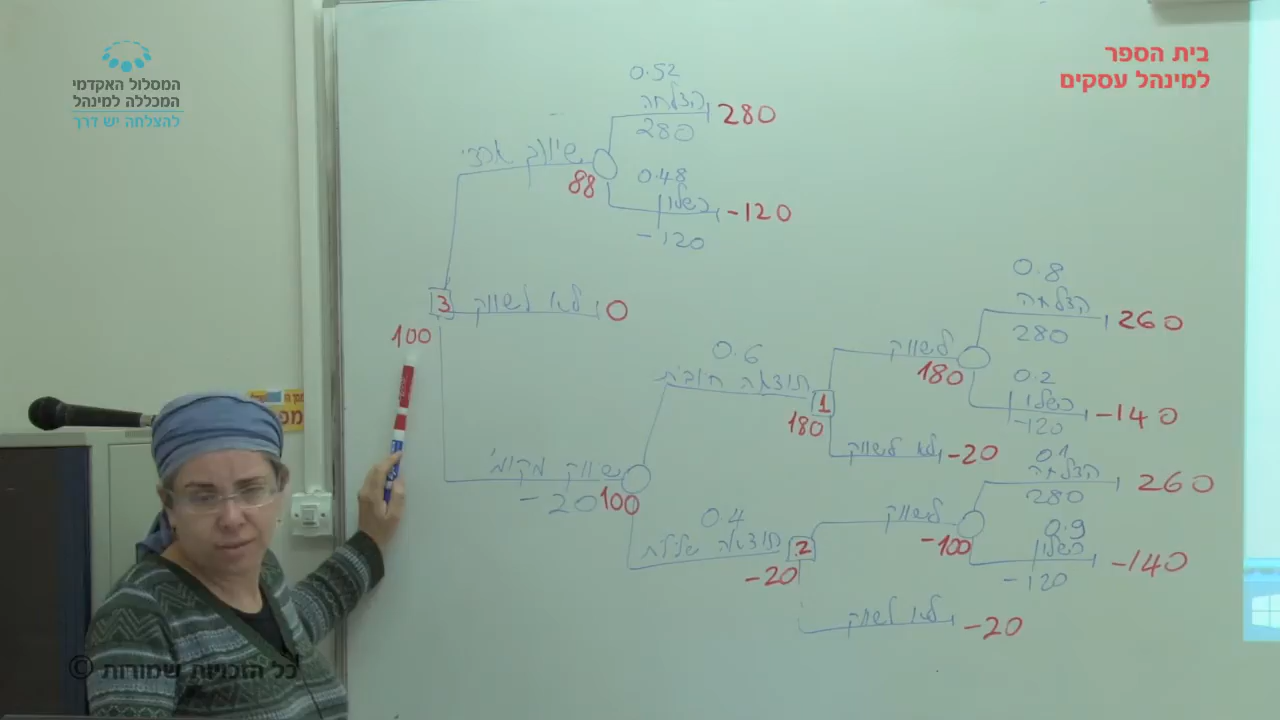 המסלול האקדמי
המכללה למינהל
להצלחה יש דרך
בית הספר
למינהל עסקים
0.52
הצלחה
280
280
שיווק ארצי
88
0.48
כשלון
-120
-120
3
לא לשווק
0
100
שווק מקומי
-20
100
0.6
תוצאה חיובית
1
180
לשווק
180
0.8
הצלחה
280
260
0.2
כשלון
-120
-140
לא לשווק
-20
0.4
תוצאה שלילית
2
-20
לשווק
-100
0.1
הצלחה
280
260
0.9
כשלון
-120
-140
לא לשווק
-20
© כל הזכויות שמורות